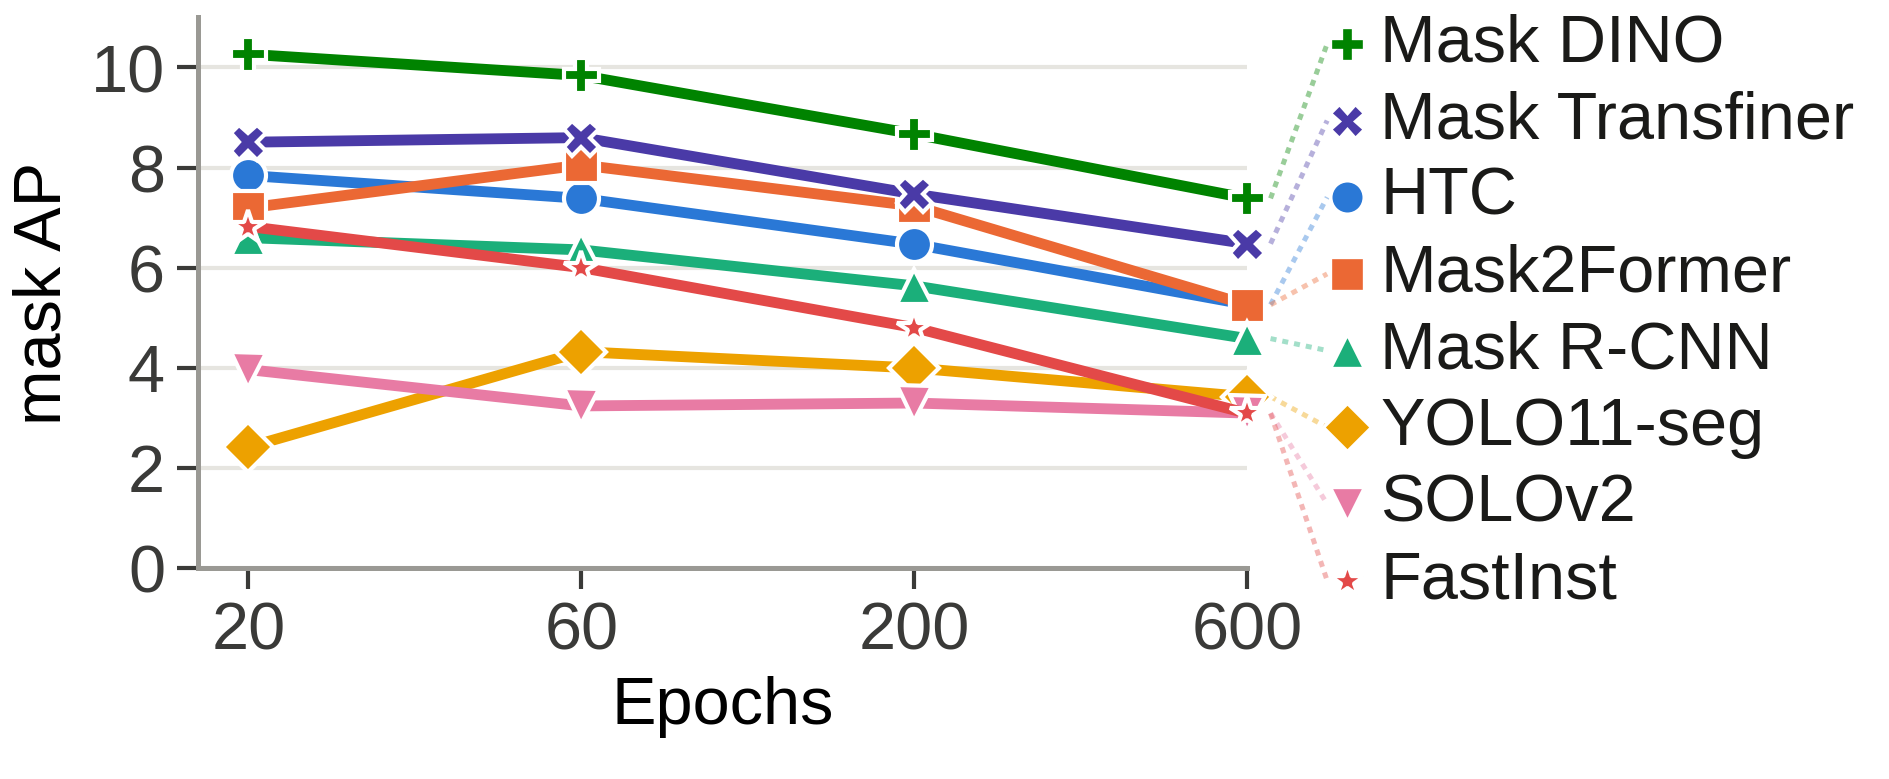 mask AP
10
8
6
4
2
0
20 60 200 600
Epochs
Mask DINO
Mask Transfiner
HTC
Mask2Former
Mask R-CNN
YOLO11-seg
SOLOv2
FastInst